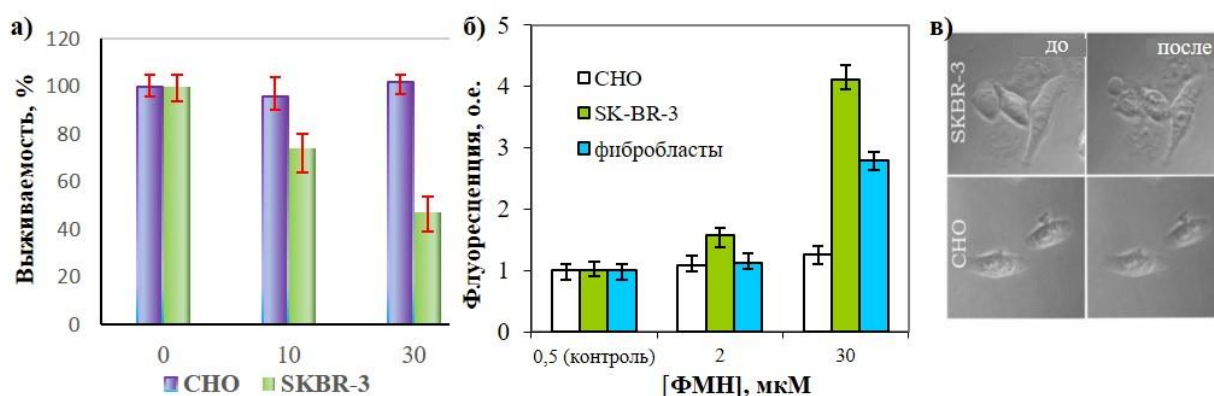 а)
Выживаемость, %
120
100
80
60
40
20
0
0 10 30
CHO SKBR-3
б)
Флуоресценция, о.е.
5
4
3
2
1
0
CHO
SK-BR-3
фибробласты
0,5 (контроль) 2 30
[ФМН], мкМ
в)
до после
SKBR-3
CHO